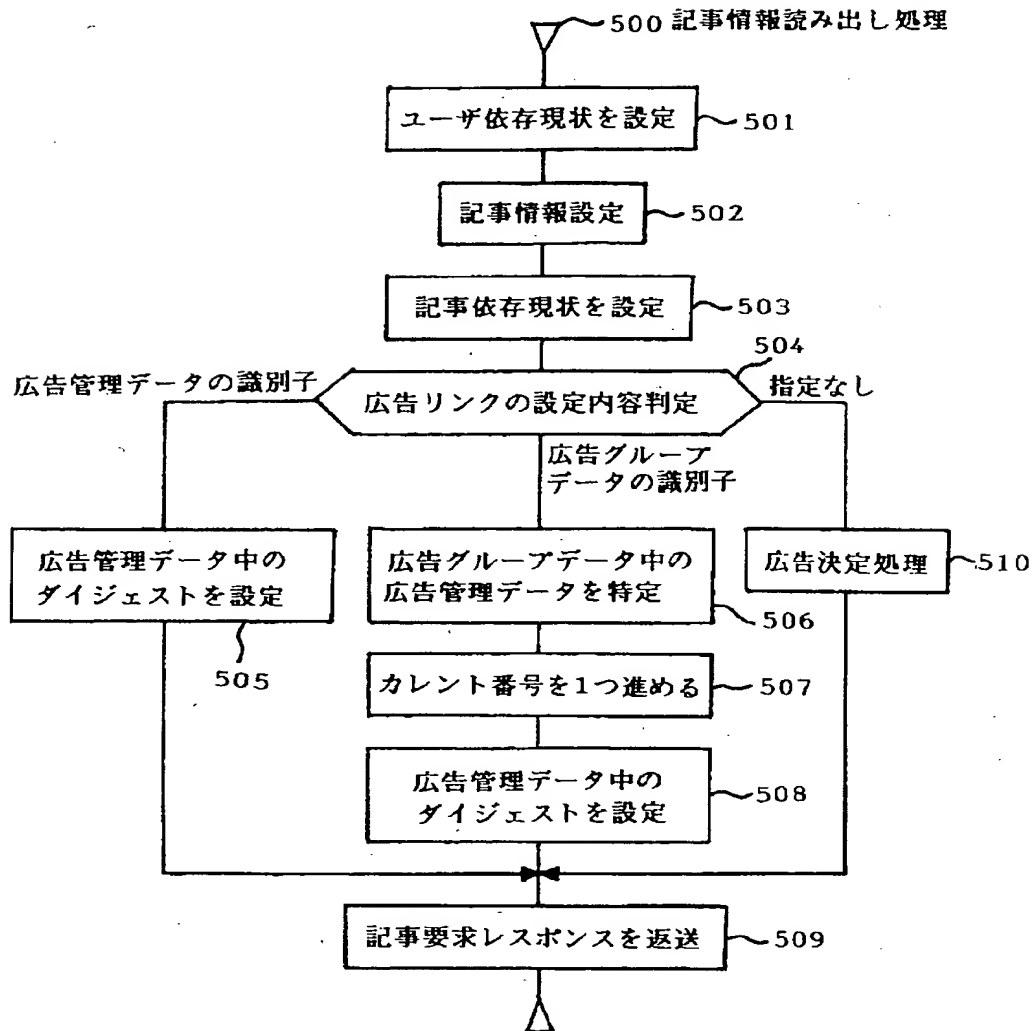 500 記事情報読み出し処理
ユーザ依存現状を設定
501
記事情報設定
502
記事依存現状を設定
503
504
広告管理データの識別子
広告リンクの設定内容判定
指定なし
広告グループ
データの識別子
広告管理データ中の
ダイジェストを設定
505
広告グループデータ中の
広告管理データを特定
506
広告決定処理
510
カレント番号を1つ進める
507
広告管理データ中の
ダイジェストを設定
508
記事要求レスポンスを返送
509